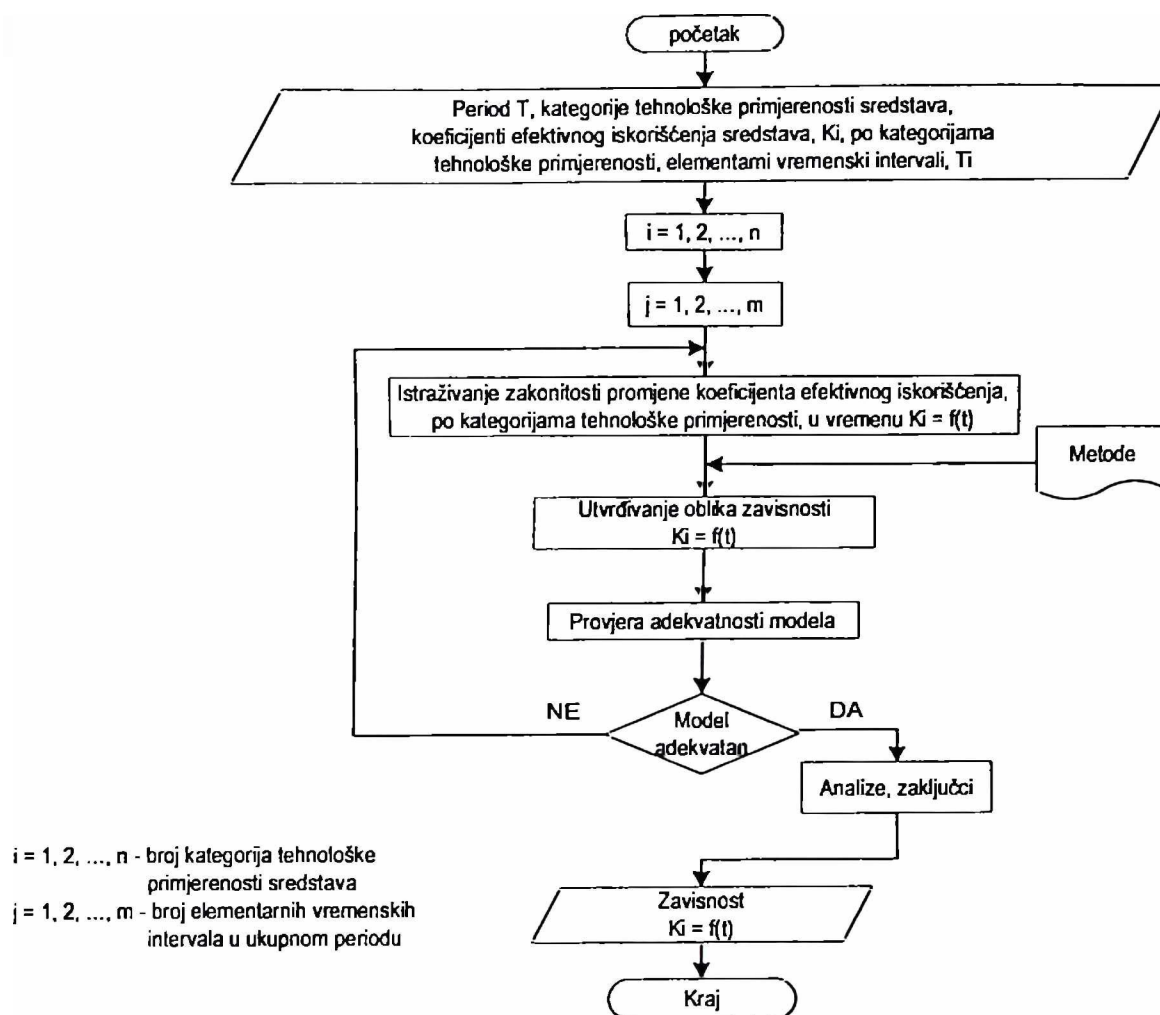 početak
Period T, kategorije tehnološke primjerenosti sredstava,
koeficijenti efektivnog iskorišćenja sredstava, Ki, po kategorijama
tehnološke primjerenosti, elementarni vremenski intervali, Ti
i = 1, 2, ..., n
j = 1, 2, ..., m
Istraživanje zakonitosti promjene koeficijenta efektivnog iskorišćenja,
po kategorijama tehnološke primjerenosti, u vremenu Ki = f(t)
Metode
Utvrđivanje oblika zavisnosti
Ki = f(t)
Provjera adekvatnosti modela
NE
Model
adekvatan
DA
Analize, zaključci
i = 1, 2, ..., n - broj kategorija tehnološke
primjerenosti sredstava
j = 1, 2, ..., m - broj elementarnih vremenskih
intervala u ukupnom periodu
Zavisnost
Ki = f(t)
Kraj